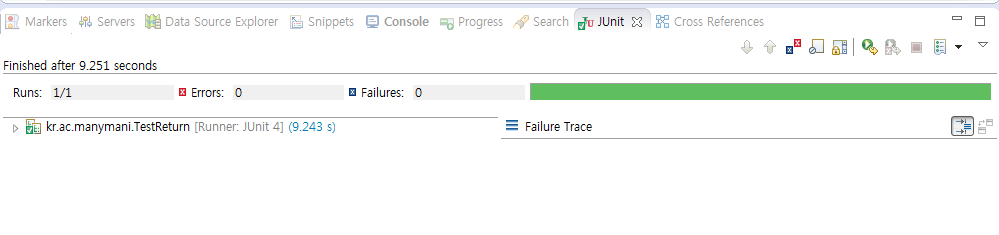 Markers Servers Data Source Explorer Snippets Console Progress Search JUnit Cross References
Finished after 9.251 seconds
Runs: 1/1 Errors: 0 Failures: 0
kr.ac.manymani.TestReturn [Runner: JUnit 4] (9.243 s) Failure Trace